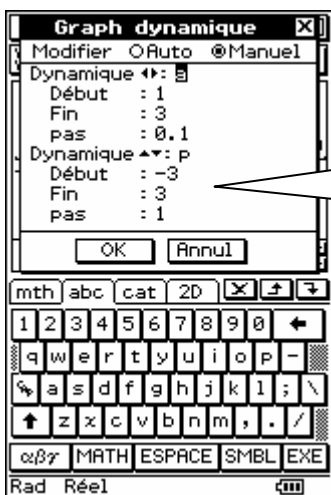 Graph dynamique
Modifier Auto Manuel
Dynamique ◂▸: a
Début : 1
Fin : 3
pas : 0.1
Dynamique ▴▾: p
Début : -3
Fin : 3
pas : 1
OK Annul
mth abc cat 2D
1 2 3 4 5 6 7 8 9 0
q w e r t y u i o p -
a s d f g h j k l ; \
z x c v b n m , . /
αβγ MATH ESPACE SMBL EXE
Rad Réel